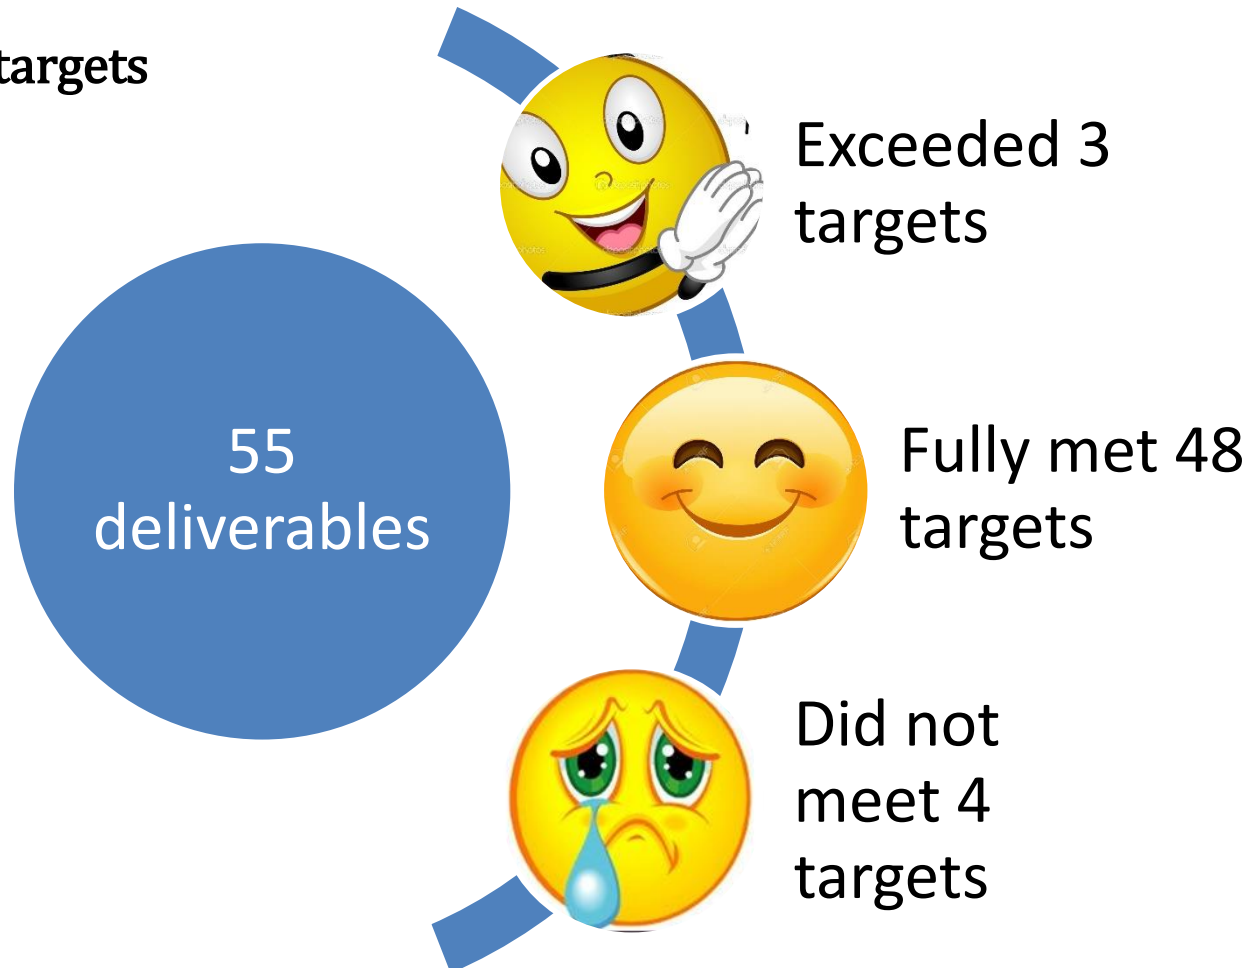 targets
Exceeded 3
targets
55
deliverables
Fully met 48
targets
Did not
meet 4
targets